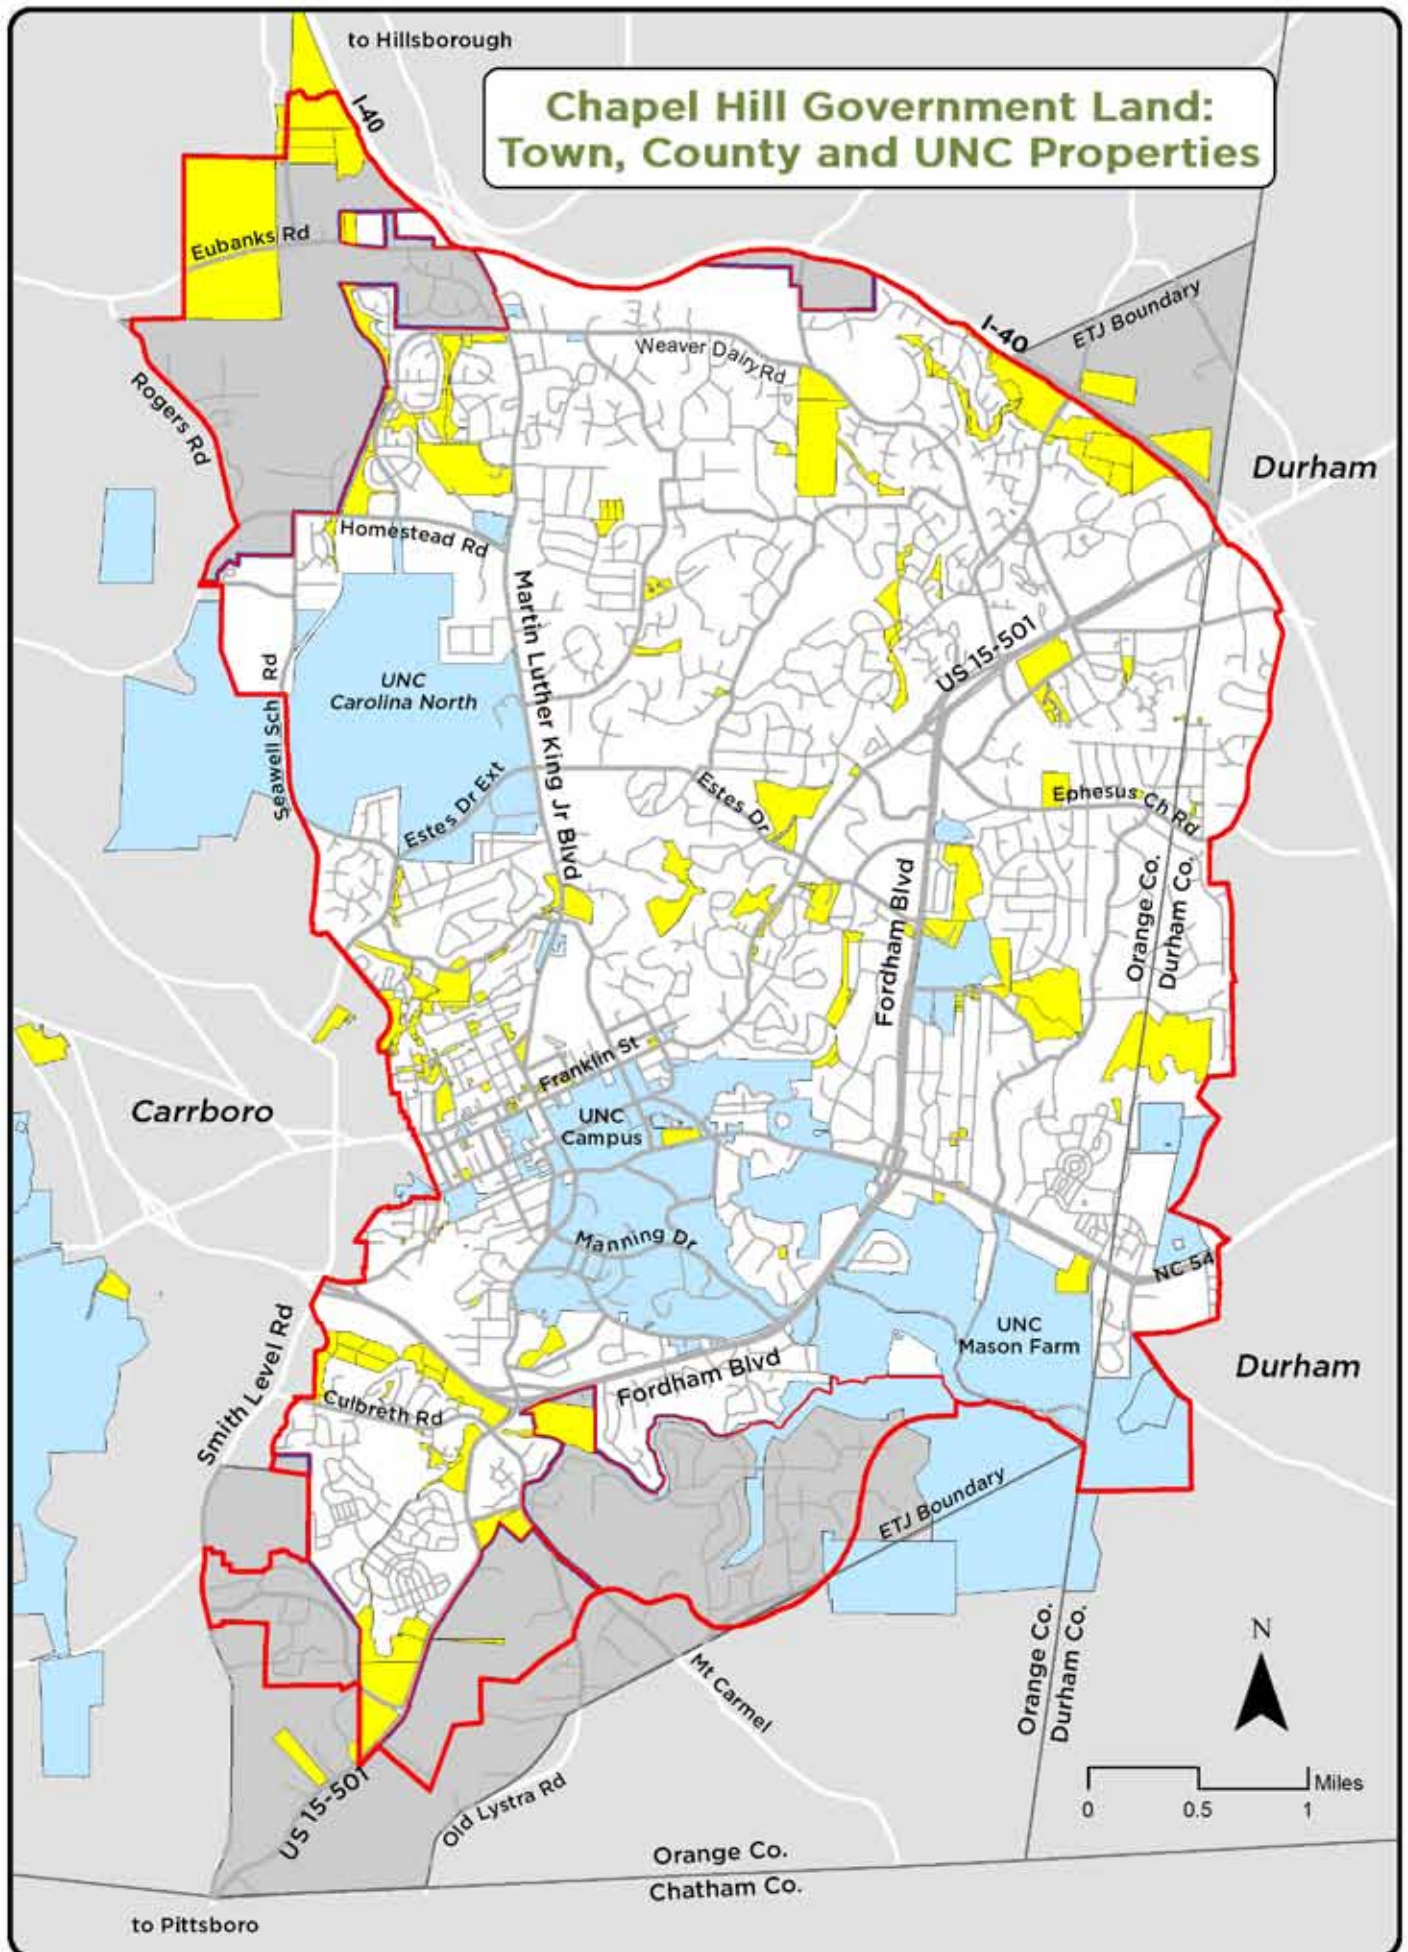 to Hillsborough
I-40
Chapel Hill Government Land:
Town, County and UNC Properties
Eubanks Rd
ETJ Boundary
I-40
Weaver Dairy Rd
Rogers Rd
Durham
Homestead Rd
Martin Luther King Jr Blvd
US 15-501
Seawell Sch Rd
UNC
Carolina North
Estes Dr Ext
Estes Dr
Ephesus Ch Rd
Fordham Blvd
Orange Co.
Durham Co.
Franklin St
Carrboro
UNC
Campus
Manning Dr
NC 54
UNC
Mason Farm
Smith Level Rd
Fordham Blvd
Durham
Culbreth Rd
ETJ Boundary
Orange Co.
Durham Co.
N
Mt Carmel
US 15-501
Old Lystra Rd
Miles
0 0.5 1
Orange Co.
Chatham Co.
to Pittsboro